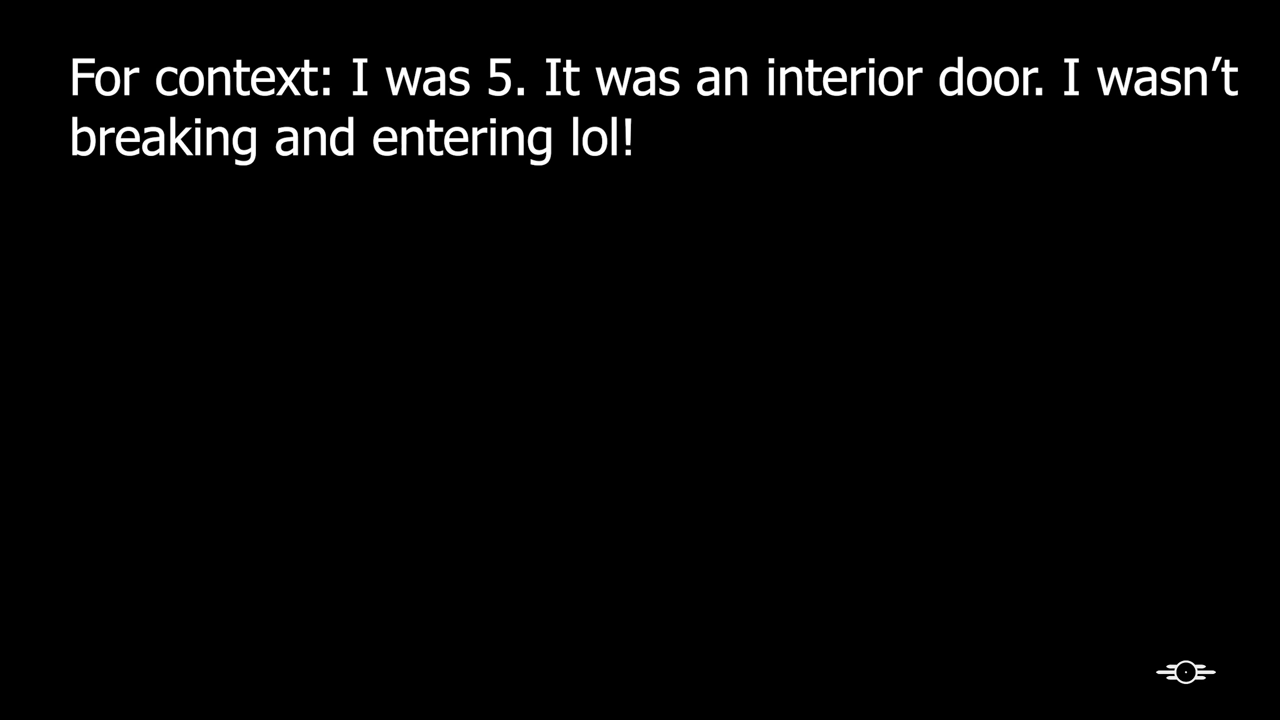 For context: I was 5. It was an interior door. I wasn’t
breaking and entering lol!